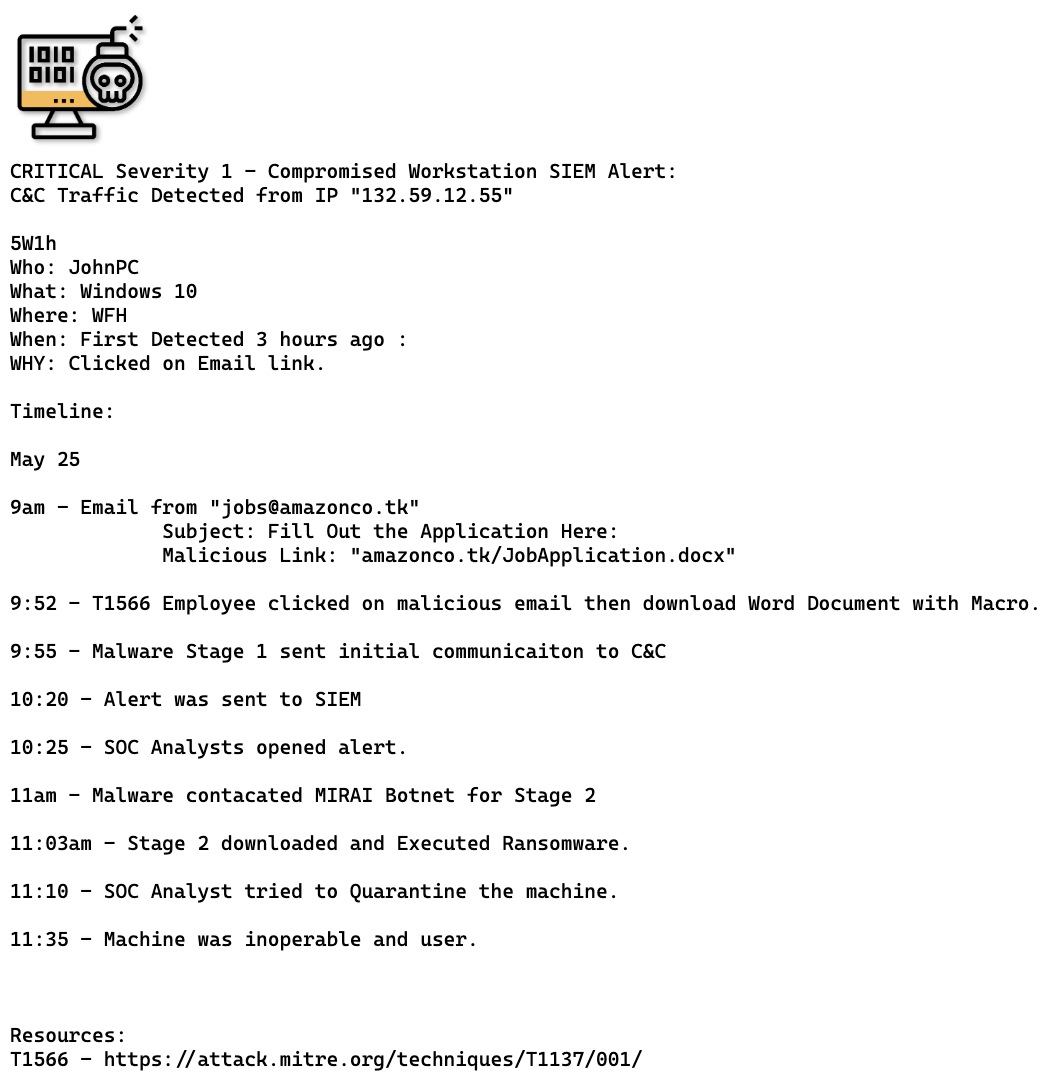 1010
0101
CRITICAL Severity 1 - Compromised Workstation SIEM Alert:
C&C Traffic Detected from IP "132.59.12.55"
5W1h
Who: JohnPC
What: Windows 10
Where: WFH
When: First Detected 3 hours ago :
WHY: Clicked on Email link.
Timeline:
May 25
9am - Email from "jobs@amazonco.tk"
Subject: Fill Out the Application Here:
Malicious Link: "amazonco.tk/JobApplication.docx"
9:52 - T1566 Employee clicked on malicious email then download Word Document with Macro.
9:55 - Malware Stage 1 sent initial communicaiton to C&C
10:20 - Alert was sent to SIEM
10:25 - SOC Analysts opened alert.
11am - Malware contacated MIRAI Botnet for Stage 2
11:03am - Stage 2 downloaded and Executed Ransomware.
11:10 - SOC Analyst tried to Quarantine the machine.
11:35 - Machine was inoperable and user.
Resources:
T1566 - https://attack.mitre.org/techniques/T1137/001/